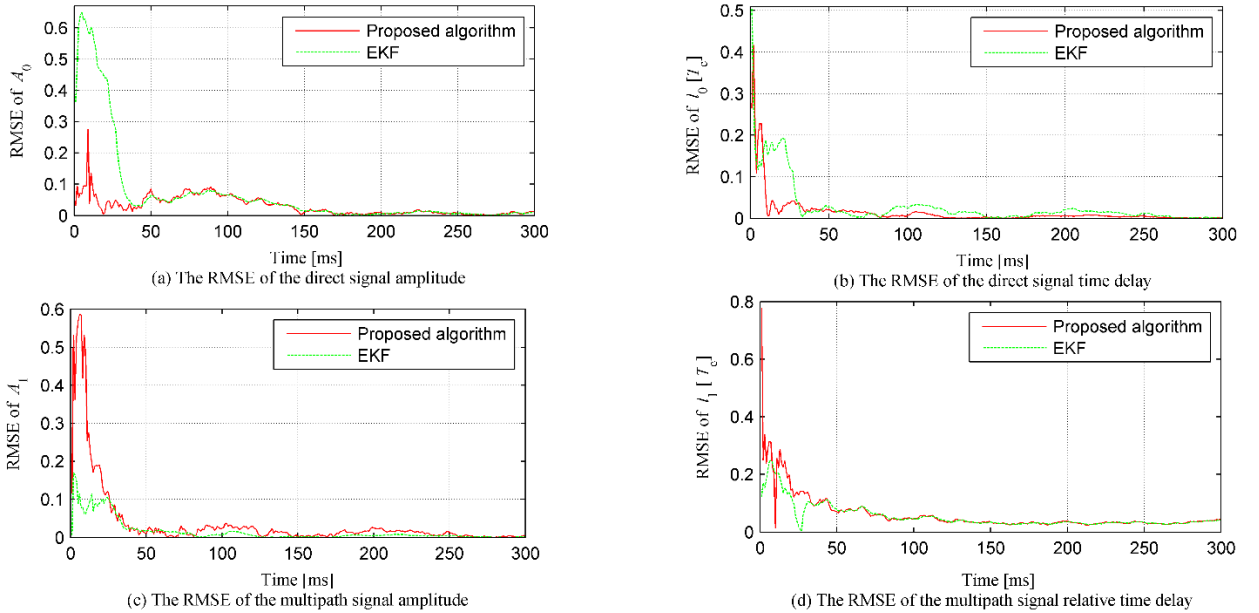 RMSE of A0
0.6
0.5
0.4
0.3
0.2
0.1
0
Proposed algorithm
EKF
0 50 100 150 200 250 300
Time [ms]
(a) The RMSE of the direct signal amplitude
RMSE of t0 [Tc]
0.5
0.4
0.3
0.2
0.1
0
Proposed algorithm
EKF
0 50 100 150 200 250 300
Time [ms]
(b) The RMSE of the direct signal time delay
RMSE of A1
0.6
0.5
0.4
0.3
0.2
0.1
0
Proposed algorithm
EKF
0 50 100 150 200 250 300
Time [ms]
(c) The RMSE of the multipath signal amplitude
RMSE of t1 [Tc]
0.8
0.6
0.4
0.2
0
Proposed algorithm
EKF
0 50 100 150 200 250 300
Time [ms]
(d) The RMSE of the multipath signal relative time delay